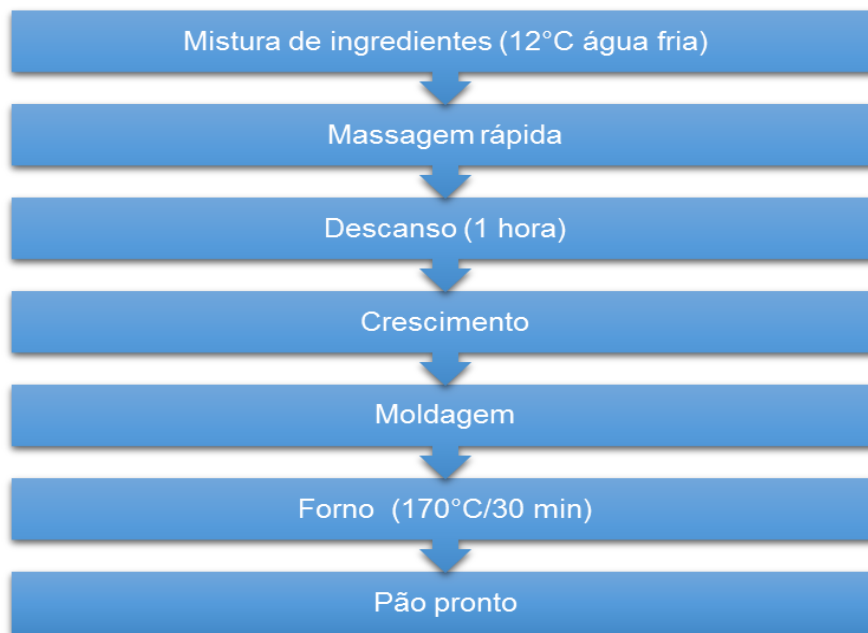 Mistura de ingredientes (12°C água fria)
Massagem rápida
Descanso (1 hora)
Crescimento
Moldagem
Forno  (170°C/30 min)
Pão pronto